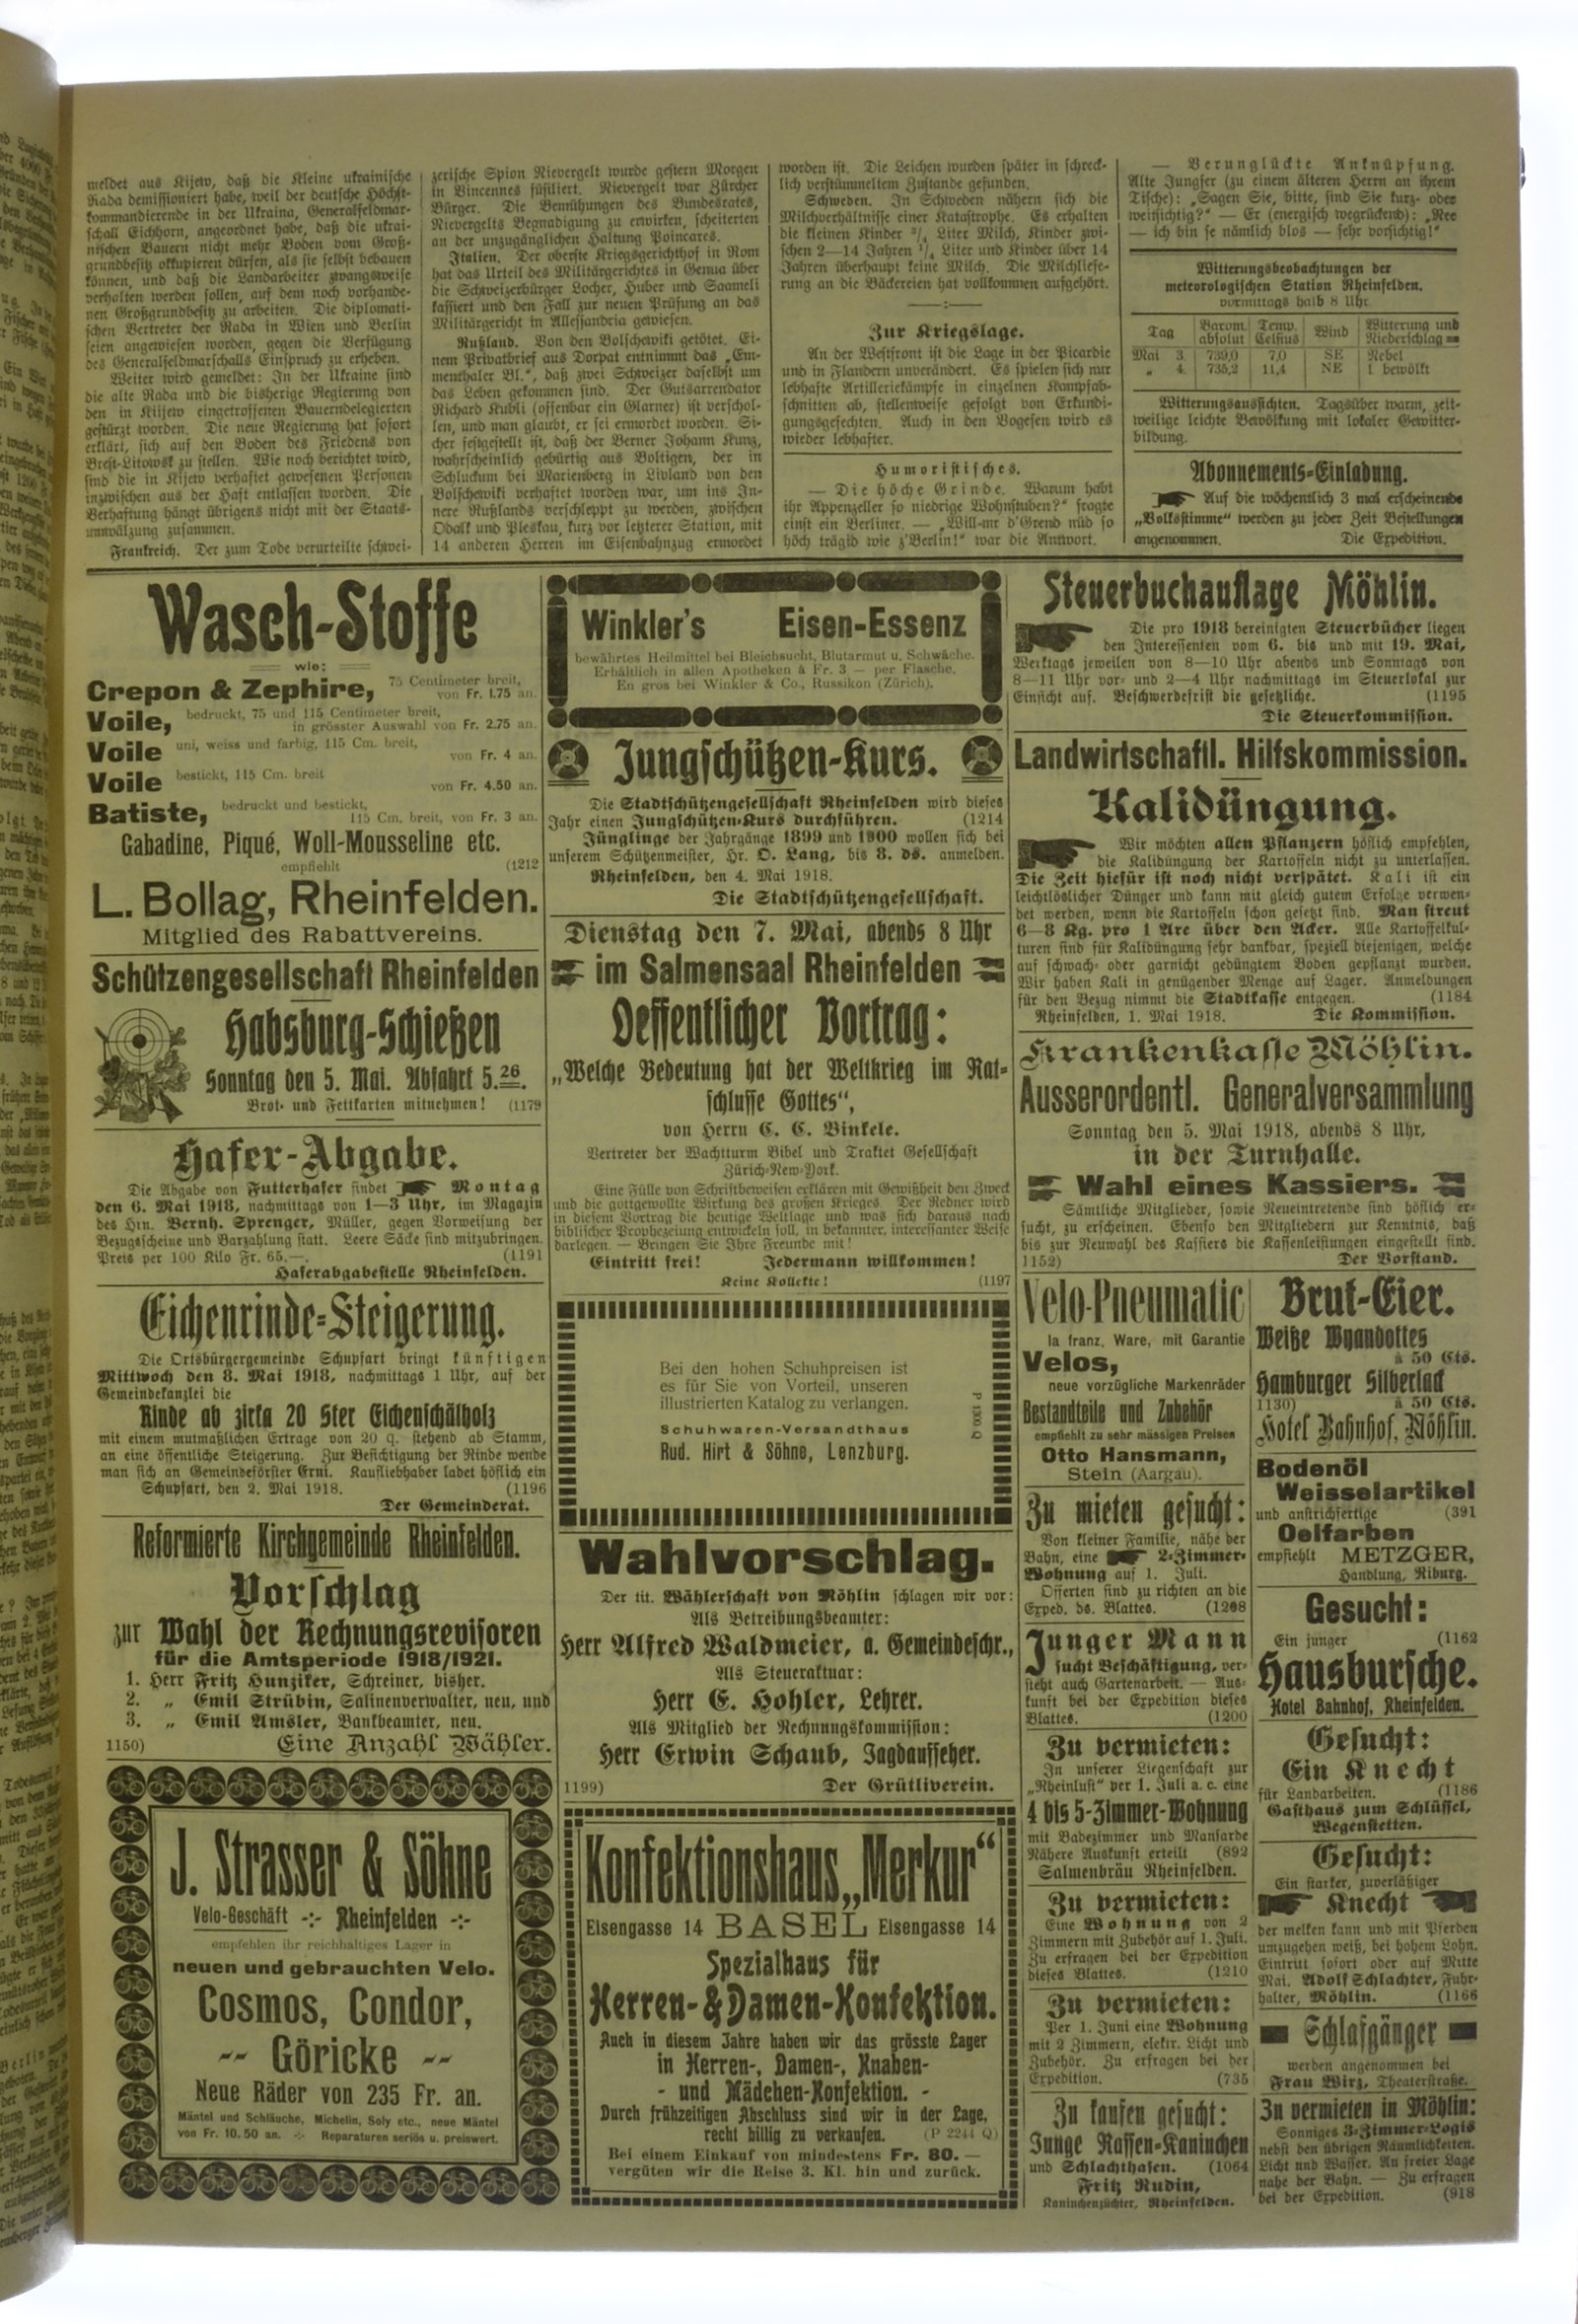 meldet aus Kijew, daß die Kleine ukrainische
Rada demissioniert habe, weil der deutsche Höchst-
kommandierende in der Ukraina, Generalfeldmar-
schall Eichhorn, angeordnet habe, daß die ukrai-
nischen Bauern nicht mehr Boden vom Groß-
grundbesitz okkupieren dürfen, als sie selbst bebauen
können, und daß die Landarbeiter zwangsweise
verhalten werden sollen, auf dem noch vorhande-
nen Großgrundbesitz zu arbeiten. Die diplomati-
schen Vertreter der Rada in Wien und Berlin
seien angewiesen worden, gegen die Verfügung
des Generalfeldmarschalls Einspruch zu erheben.
Weiter wird gemeldet: In der Ukraine sind
die alte Rada und die bisherige Regierung von
den in Kijew eingetroffenen Bauerndelegierten
gestürzt worden. Die neue Regierung hat sofort
erklärt, sich auf den Boden des Friedens von
Brest-Litowsk zu stellen. Wie noch berichtet wird,
sind die in Kijew verhaftet gewesenen Personen
inzwischen aus der Haft entlassen worden. Die
Verhaftung hängt übrigens nicht mit der Staats-
umwälzung zusammen.
Frankreich. Der zum Tode verurteilte schwei-
zerische Spion Nievergelt wurde gestern Morgen
in Vincennes füsiliert. Nievergelt war Zürcher
Bürger. Die Bemühungen des Bundesrates,
Nievergelts Begnadigung zu erwirken, scheiterten
an der unzugänglichen Haltung Poincares.
Italien. Der oberste Kriegsgerichthof in Rom
hat das Urteil des Militärgerichtes in Genua über
die Schweizerbürger Locher, Huber und Saameli
kassiert und den Fall zur neuen Prüfung an das
Militärgericht in Allessandria gewiesen.
Rußland. Von den Bolschewiki getötet. Ei-
nem Privatbrief aus Dorpat entnimmt das „Em-
menthaler Bl.“, daß zwei Schweizer daselbst um
das Leben gekommen sind. Der Gutsarrendator
Richard Kubli (offenbar ein Glarner) ist verschol-
len, und man glaubt, er sei ermordet worden. Si-
cher festgestellt ist, daß der Berner Johann Kunz,
wahrscheinlich gebürtig aus Boltigen, der in
Schluckum bei Marienberg in Livland von den
Bolschewiki verhaftet worden war, um ins In-
nere Rußlands verschleppt zu werden, zwischen
Odalk und Pleskau, kurz vor letzterer Station, mit
14 anderen Herren im Eisenbahnzug ermordet
worden ist. Die Leichen wurden später in schreck-
lich verstümmeltem Zustande gefunden.
Schweden. In Schweden nähern sich die
Milchverhältnisse einer Katastrophe. Es erhalten
die kleinen Kinder ³/₄ Liter Milch, Kinder zwi-
schen 2—14 Jahren ¹/₄ Liter und Kinder über 14
Jahren überhaupt keine Milch. Die Milchliefe-
rung an die Bäckereien hat vollkommen aufgehört.
Zur Kriegslage.
An der Westfront ist die Lage in der Picardie
und in Flandern unverändert. Es spielen sich nur
lebhafte Artilleriekämpfe in einzelnen Kampfab-
schnitten ab, stellenweise gefolgt von Erkundi-
gungsgefechten. Auch in den Vogesen wird es
wieder lebhafter.
Humoristisches.
— Die höche Grinde. Warum habt
ihr Appenzeller so niedrige Wohnstuben?“ fragte
einst ein Berliner. — „Will-mr d'Grend nüd so
höch trägid wie z'Berlin!“ war die Antwort.
— Verunglückte Anknüpfung.
Alte Jungfer (zu einem älteren Herrn an ihrem
Tische): „Sagen Sie, bitte, sind Sie kurz- oder
weitsichtig?“ — Er (energisch wegrückend): „Nee
— ich bin se nämlich blos — sehr vorsichtig!“
Witterungsbeobachtungen der
meteorologischen Station Rheinfelden.
vormittags halb 8 Uhr
Tag Barom. absolut Temp. Celsius Wind Witterung und Niederschlag
Mai 3. 739,0 7,0 SE Nebel
„ 4. 735,2 11,4 NE 1 bewölkt
Witterungsaussichten. Tagsüber warm, zeit-
weilige leichte Bewölkung mit lokaler Gewitter-
bildung.
Abonnements-Einladung.
Auf die wöchentlich 3 mal erscheinende
„Volksstimme“ werden zu jeder Zeit Bestellungen
angenommen. Die Expedition.
Wasch-Stoffe
wie:
Crepon & Zephire, 75 Centimeter breit, von Fr. 1.75 an.
Voile, bedruckt, 75 und 115 Centimeter breit, in grösster Auswahl von Fr. 2.75 an.
Voile uni, weiss und farbig, 115 Cm. breit, von Fr. 4 an.
Voile bestickt, 115 Cm. breit von Fr. 4.50 an.
Batiste, bedruckt und bestickt, 115 Cm. breit, von Fr. 3 an.
Gabadine, Piqué, Woll-Mousseline etc.
empfiehlt (1212
L. Bollag, Rheinfelden.
Mitglied des Rabattvereins.
Schützengesellschaft Rheinfelden
Habsburg-Schießen
Sonntag den 5. Mai. Abfahrt 5.26.
Brot- und Fettkarten mitnehmen! (1179
Hafer-Abgabe.
Die Abgabe von Futterhafer findet Montag
den 6. Mai 1918, nachmittags von 1—3 Uhr, im Magazin
des Hrn. Bernh. Sprenger, Müller, gegen Vorweisung der
Bezugsscheine und Barzahlung statt. Leere Säcke sind mitzubringen.
Preis per 100 Kilo Fr. 65.—. (1191
Haferabgabestelle Rheinfelden.
Eichenrinde-Steigerung.
Die Ortsbürgergemeinde Schupfart bringt künftigen
Mittwoch den 8. Mai 1918, nachmittags 1 Uhr, auf der
Gemeindekanzlei die
Rinde ab zirka 20 Ster Eichenschälholz
mit einem mutmaßlichen Ertrage von 20 q. stehend ab Stamm,
an eine öffentliche Steigerung. Zur Besichtigung der Rinde wende
man sich an Gemeindeförster Erni. Kaufliebhaber ladet höflich ein
Schupfart, den 2. Mai 1918. (1196
Der Gemeinderat.
Reformierte Kirchgemeinde Rheinfelden.
Vorschlag
zur Wahl der Rechnungsrevisoren
für die Amtsperiode 1918/1921.
1. Herr Fritz Hunziker, Schreiner, bisher.
2. „ Emil Strübin, Salinenverwalter, neu, und
3. „ Emil Amsler, Bankbeamter, neu.
1150) Eine Anzahl Wähler.
J. Strasser & Söhne
Velo-Geschäft -:- Rheinfelden -:-
empfehlen ihr reichhaltiges Lager in
neuen und gebrauchten Velo.
Cosmos, Condor,
-- Göricke --
Neue Räder von 235 Fr. an.
Mäntel und Schläuche, Michelin, Soly etc., neue Mäntel
von Fr. 10.50 an. -:- Reparaturen seriös u. preiswert.
Winkler's Eisen-Essenz
bewährtes Heilmittel bei Bleichsucht, Blutarmut u. Schwäche.
Erhältlich in allen Apotheken à Fr. 3 — per Flasche.
En gros bei Winkler & Co., Russikon (Zürich).
Jungschützen-Kurs.
Die Stadtschützengesellschaft Rheinfelden wird dieses
Jahr einen Jungschützen-Kurs durchführen. (1214
Jünglinge der Jahrgänge 1899 und 1900 wollen sich bei
unserem Schützenmeister, Hr. O. Lang, bis 8. ds. anmelden.
Rheinfelden, den 4. Mai 1918.
Die Stadtschützengesellschaft.
Dienstag den 7. Mai, abends 8 Uhr
im Salmensaal Rheinfelden
Oeffentlicher Vortrag:
„Welche Bedeutung hat der Weltkrieg im Rat-
schlusse Gottes“,
von Herrn C. C. Binkele.
Vertreter der Wachtturm Bibel und Traktat Gesellschaft
Zürich-New-York.
Eine Fülle von Schriftbeweisen erklären mit Gewißheit den Zweck
und die gottgewollte Wirkung des großen Krieges. Der Redner wird
in diesem Vortrag die heutige Weltlage und was sich daraus nach
biblischer Prophezeiung entwickeln soll, in bekannter, interessanter Weise
darlegen. — Bringen Sie Ihre Freunde mit!
Eintritt frei! Jedermann willkommen!
Keine Kollekte! (1197
Bei den hohen Schuhpreisen ist
es für Sie von Vorteil, unseren
illustrierten Katalog zu verlangen.
Schuhwaren-Versandthaus
Rud. Hirt & Söhne, Lenzburg.
P 1300 Q
Wahlvorschlag.
Der tit. Wählerschaft von Möhlin schlagen wir vor:
Als Betreibungsbeamter:
Herr Alfred Waldmeier, a. Gemeindeschr.,
Als Steueraktuar:
Herr E. Hohler, Lehrer.
Als Mitglied der Rechnungskommission:
Herr Erwin Schaub, Jagdaufseher.
1199) Der Grütliverein.
Konfektionshaus „Merkur“
Eisengasse 14 BASEL Eisengasse 14
Spezialhaus für
Herren- & Damen-Konfektion.
Auch in diesem Jahre haben wir das grösste Lager
in Herren-, Damen-, Knaben-
- und Mädchen-Konfektion. -
Durch frühzeitigen Abschluss sind wir in der Lage,
recht billig zu verkaufen. (P 2244 Q)
Bei einem Einkauf von mindestens Fr. 80.—
vergüten wir die Reise 3. Kl. hin und zurück.
Steuerbuchauflage Möhlin.
Die pro 1918 bereinigten Steuerbücher liegen
den Interessenten vom 6. bis und mit 19. Mai,
Werktags jeweilen von 8—10 Uhr abends und Sonntags von
8—11 Uhr vor- und 2—4 Uhr nachmittags im Steuerlokal zur
Einsicht auf. Beschwerdefrist die gesetzliche. (1195
Die Steuerkommission.
Landwirtschaftl. Hilfskommission.
Kalidüngung.
Wir möchten allen Pflanzern höflich empfehlen,
die Kalidüngung der Kartoffeln nicht zu unterlassen.
Die Zeit hiefür ist noch nicht verspätet. Kali ist ein
leichtlöslicher Dünger und kann mit gleich gutem Erfolge verwen-
det werden, wenn die Kartoffeln schon gesetzt sind. Man streut
6—8 Kg. pro 1 Are über den Acker. Alle Kartoffelkul-
turen sind für Kalidüngung sehr dankbar, speziell diejenigen, welche
auf schwach- oder garnicht gedüngtem Boden gepflanzt wurden.
Wir haben Kali in genügender Menge auf Lager. Anmeldungen
für den Bezug nimmt die Stadtkasse entgegen. (1184
Rheinfelden, 1. Mai 1918. Die Kommission.
Krankenkasse Möhlin.
Ausserordentl. Generalversammlung
Sonntag den 5. Mai 1918, abends 8 Uhr,
in der Turnhalle.
Wahl eines Kassiers.
Sämtliche Mitglieder, sowie Neueintretende sind höflich er-
sucht, zu erscheinen. Ebenso den Mitgliedern zur Kenntnis, daß
bis zur Neuwahl des Kassiers die Kassenleistungen eingestellt sind.
1152) Der Vorstand.
Velo-Pneumatic
Ia franz. Ware, mit Garantie
Velos,
neue vorzügliche Markenräder
Bestandteile und Zubehör
empfiehlt zu sehr mässigen Preisen
Otto Hansmann,
Stein (Aargau).
Zu mieten gesucht:
Von kleiner Familie, nähe der
Bahn, eine 2-Zimmer-
Wohnung auf 1. Juli.
Offerten sind zu richten an die
Exped. ds. Blattes. (1208
Junger Mann
sucht Beschäftigung, ver-
steht auch Gartenarbeit. — Aus-
kunft bei der Expedition dieses
Blattes. (1200
Zu vermieten:
In unserer Liegenschaft zur
„Rheinlust“ per 1. Juli a. c. eine
4 bis 5-Zimmer-Wohnung
mit Badezimmer und Mansarde
Nähere Auskunft erteilt (892
Salmenbräu Rheinfelden.
Zu vermieten:
Eine Wohnung von 2
Zimmern mit Zubehör auf 1. Juli.
Zu erfragen bei der Expedition
dieses Blattes. (1210
Zu vermieten:
Per 1. Juni eine Wohnung
mit 2 Zimmern, elektr. Licht und
Zubehör. Zu erfragen bei der
Expedition. (735
Zu kaufen gesucht:
Junge Rassen-Kaninchen
und Schlachthasen. (1064
Fritz Rudin,
Kaninchenzüchter, Rheinfelden.
Brut-Eier.
Weiße Wyandottes
à 50 Cts.
Hamburger Silberlack
1130) à 50 Cts.
Hotel Bahnhof, Möhlin.
Bodenöl
Weisselartikel
und anstrichfertige (391
Oelfarben
empfiehlt METZGER,
Handlung, Riburg.
Gesucht:
Ein junger (1162
Hausbursche.
Hotel Bahnhof, Rheinfelden.
Gesucht:
Ein Knecht
für Landarbeiten. (1186
Gasthaus zum Schlüssel,
Wegenstetten.
Gesucht:
Ein starker, zuverläßiger
Knecht
der melken kann und mit Pferden
umzugehen weiß, bei hohem Lohn.
Eintritt sofort oder auf Mitte
Mai. Adolf Schlachter, Fuhr-
halter, Möhlin. (1166
Schlafgänger
werden angenommen bei
Frau Wirz, Theaterstraße.
Zu vermieten in Möhlin:
Sonniges 3-Zimmer-Logis
nebst den übrigen Räumlichkeiten.
Licht und Wasser. An freier Lage
nahe der Bahn. — Zu erfragen
bei der Expedition. (918